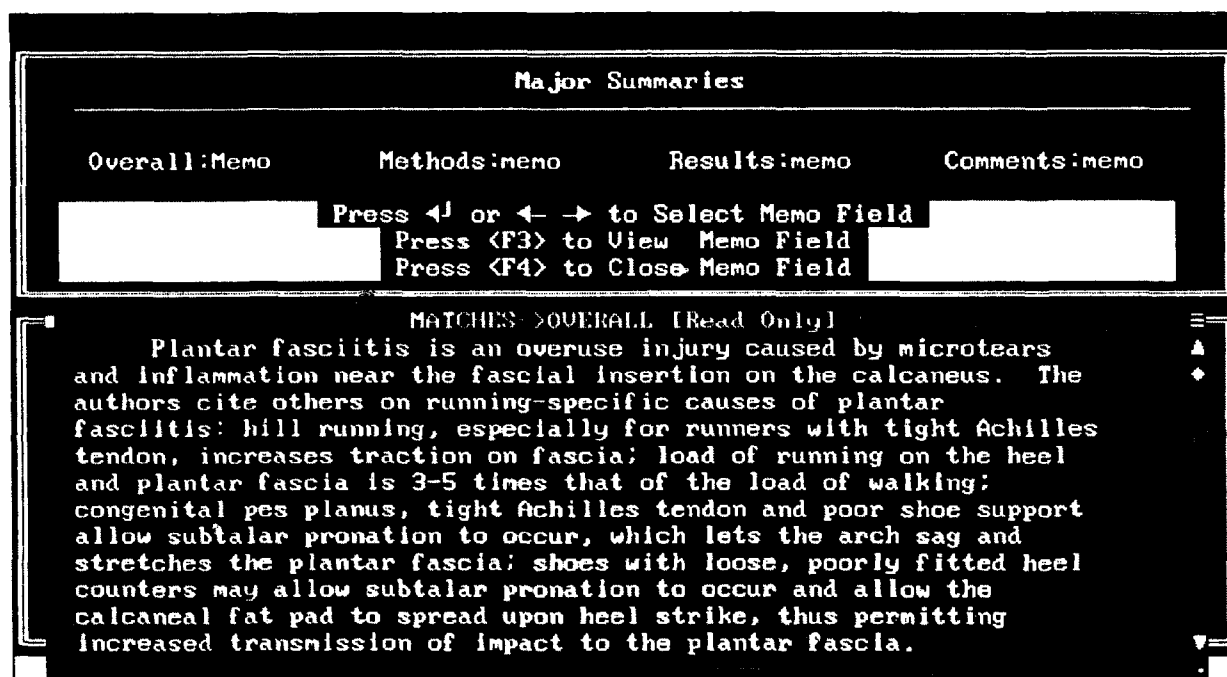 Major Summaries
Overall:Memo Methods:memo Results:memo Comments:memo
Press ◄┘ or ← → to Select Memo Field
Press <F3> to View Memo Field
Press <F4> to Close Memo Field
MATCHES->OVERALL [Read Only]
Plantar fasciitis is an overuse injury caused by microtears
and inflammation near the fascial insertion on the calcaneus. The
authors cite others on running-specific causes of plantar
fasciitis: hill running, especially for runners with tight Achilles
tendon, increases traction on fascia; load of running on the heel
and plantar fascia is 3-5 times that of the load of walking;
congenital pes planus, tight Achilles tendon and poor shoe support
allow subtalar pronation to occur, which lets the arch sag and
stretches the plantar fascia; shoes with loose, poorly fitted heel
counters may allow subtalar pronation to occur and allow the
calcaneal fat pad to spread upon heel strike, thus permitting
increased transmission of impact to the plantar fascia.